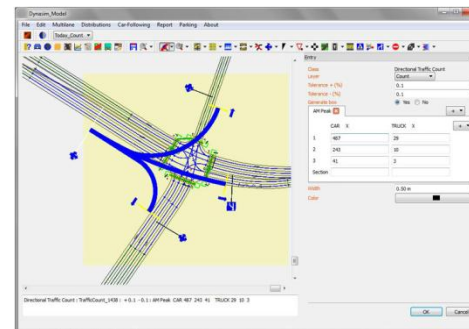 Dynasim_Model
File Edit Multilane Distributions Car-Following Report Parking About
Today_Count
Entry
Class Directional Traffic Count
Layer Count
Tolerance + (%) 0.1
Tolerance - (%) 0.1
Generate box Yes No
AM Peak
CAR X TRUCK X
1 467 29
2 243 10
3 41 3
Section
Width 0.50 m
Color
Directional Traffic Count : TrafficCount_1438 : + 0.1 - 0.1 : AM Peak CAR 467 243 41 TRUCK 29 10 3
OK Cancel